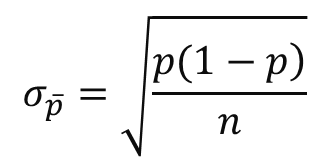 σ_p̄ = √(p(1 − p) / n)